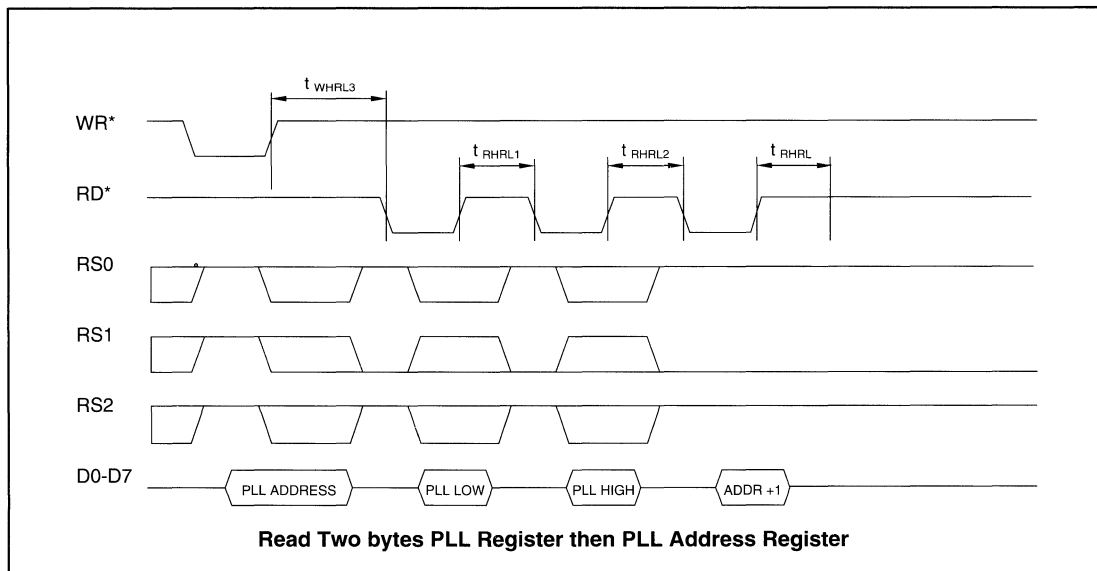 t WHRL3
WR*
t RHRL1 t RHRL2 t RHRL
RD*
RS0
RS1
RS2
D0-D7 PLL ADDRESS PLL LOW PLL HIGH ADDR +1
Read Two bytes PLL Register then PLL Address Register